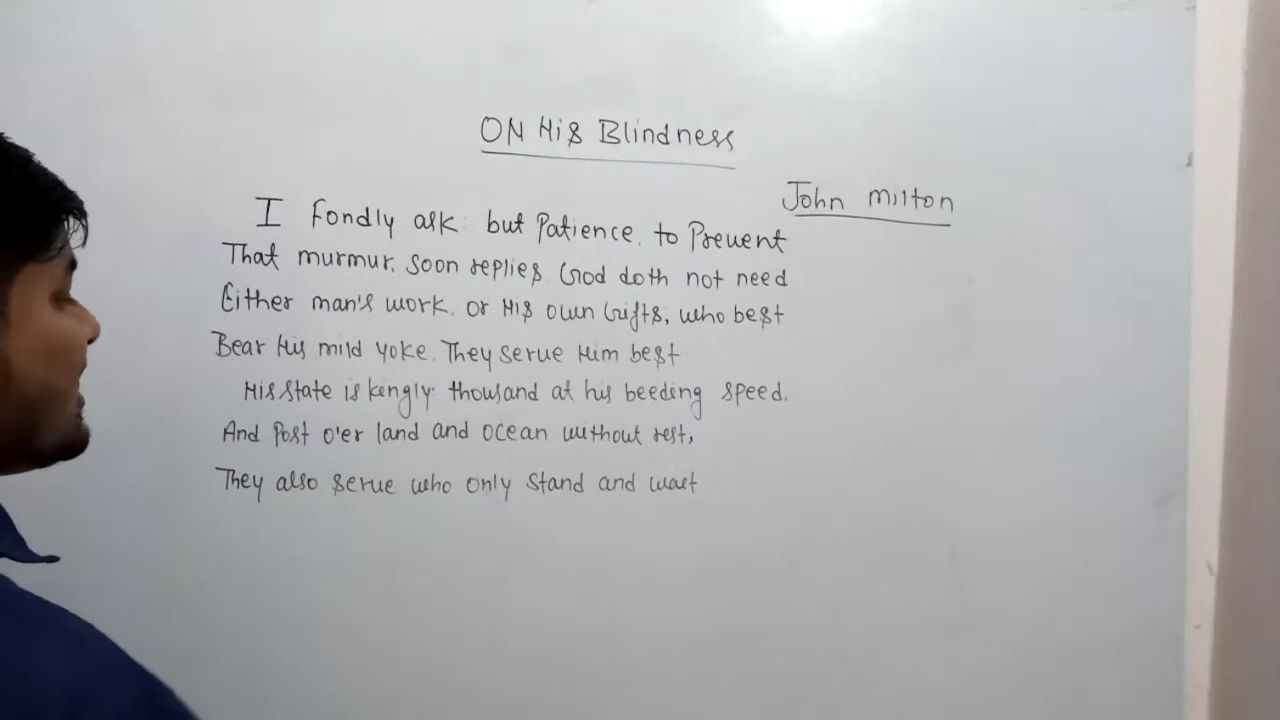 ON His Blindness
John Milton
I Fondly ask. but Patience. to Prevent
That murmur. Soon replies God doth not need
Either man's work. or His own Gifts, who best
Bear His mild yoke. They serve Him best
His State is kengly. thousand at his beeding speed.
And Post o'er land and ocean without rest,
They also serve who only Stand and wait